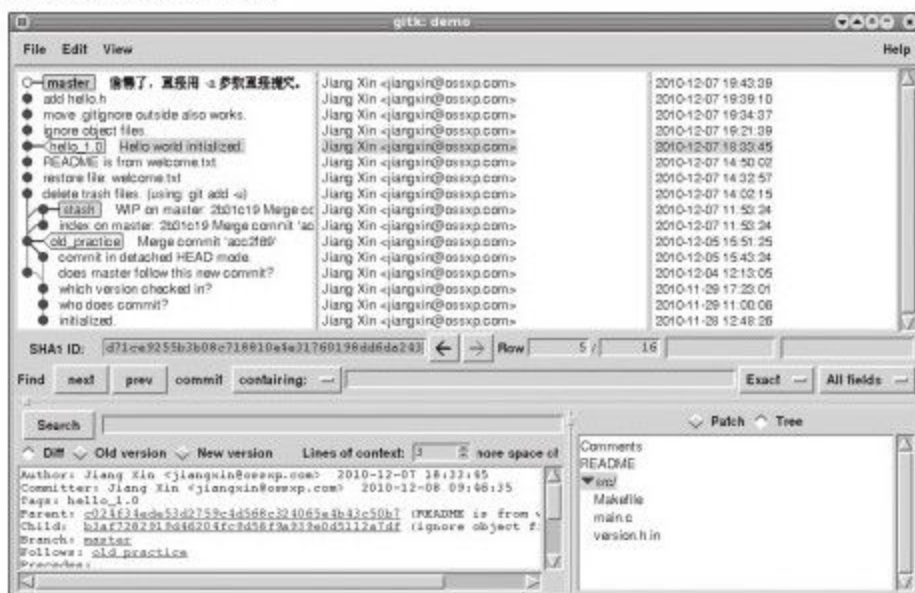 gitk: demo
File Edit View Help
master 偷懒了，直接用 -a 参数直接提交。 Jiang Xin <jiangxin@ossxp.com> 2010-12-07 19:43:39
add hello.h Jiang Xin <jiangxin@ossxp.com> 2010-12-07 19:39:10
move .gitignore outside also works. Jiang Xin <jiangxin@ossxp.com> 2010-12-07 19:34:37
ignore object files. Jiang Xin <jiangxin@ossxp.com> 2010-12-07 19:21:39
hello_1.0 Hello world initialized. Jiang Xin <jiangxin@ossxp.com> 2010-12-07 18:33:45
README is from welcome.txt Jiang Xin <jiangxin@ossxp.com> 2010-12-07 14:50:02
restore file: welcome.txt Jiang Xin <jiangxin@ossxp.com> 2010-12-07 14:32:57
delete trash files. (using: git add -u) Jiang Xin <jiangxin@ossxp.com> 2010-12-07 14:02:15
stash WIP on master: 2b31c19 Merge cc Jiang Xin <jiangxin@ossxp.com> 2010-12-07 11:53:24
index on master: 2b31c19 Merge commit 'ac Jiang Xin <jiangxin@ossxp.com> 2010-12-07 11:53:24
old_practice Merge commit 'acc2f69' Jiang Xin <jiangxin@ossxp.com> 2010-12-05 15:51:25
commit in detached HEAD mode. Jiang Xin <jiangxin@ossxp.com> 2010-12-05 15:43:24
does master follow this new commit? Jiang Xin <jiangxin@ossxp.com> 2010-12-04 12:13:05
which version checked in? Jiang Xin <jiangxin@ossxp.com> 2010-11-29 17:23:01
who does commit? Jiang Xin <jiangxin@ossxp.com> 2010-11-29 11:00:06
initialized. Jiang Xin <jiangxin@ossxp.com> 2010-11-28 12:48:26
SHA1 ID: d71ce9255b3b08c718810e4e31760198dd6da243 Row 5 / 16
Find next prev commit containing: Exact All fields
Search Patch Tree
Diff Old version New version Lines of context: 3
Author: Jiang Xin <jiangxin@ossxp.com> 2010-12-07 18:33:45
Committer: Jiang Xin <jiangxin@ossxp.com> 2010-12-08 09:46:35
Tags: hello_1.0
Parent: c024f34ede53d2759c4d568c324065e4b43c50b7 (README is from
Child: b3af7282919d46204fc9d58f9a939e0d5112a7df (ignore object f
Branch: master
Follows: old_practice
Precedes:
Comments
README
src/
Makefile
main.c
version.h.in